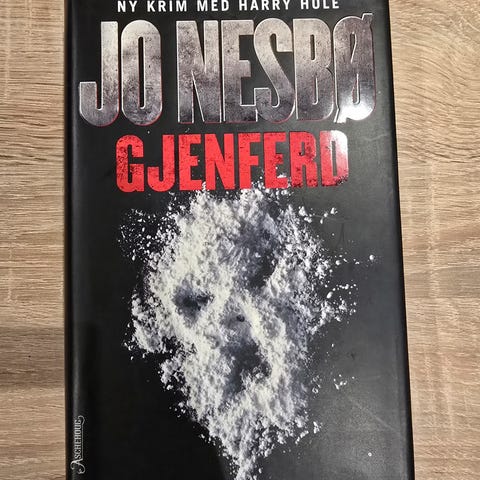 NY KRIM MED HARRY HOLE
JO NESBØ
GJENFERD
ASCHEHOUG